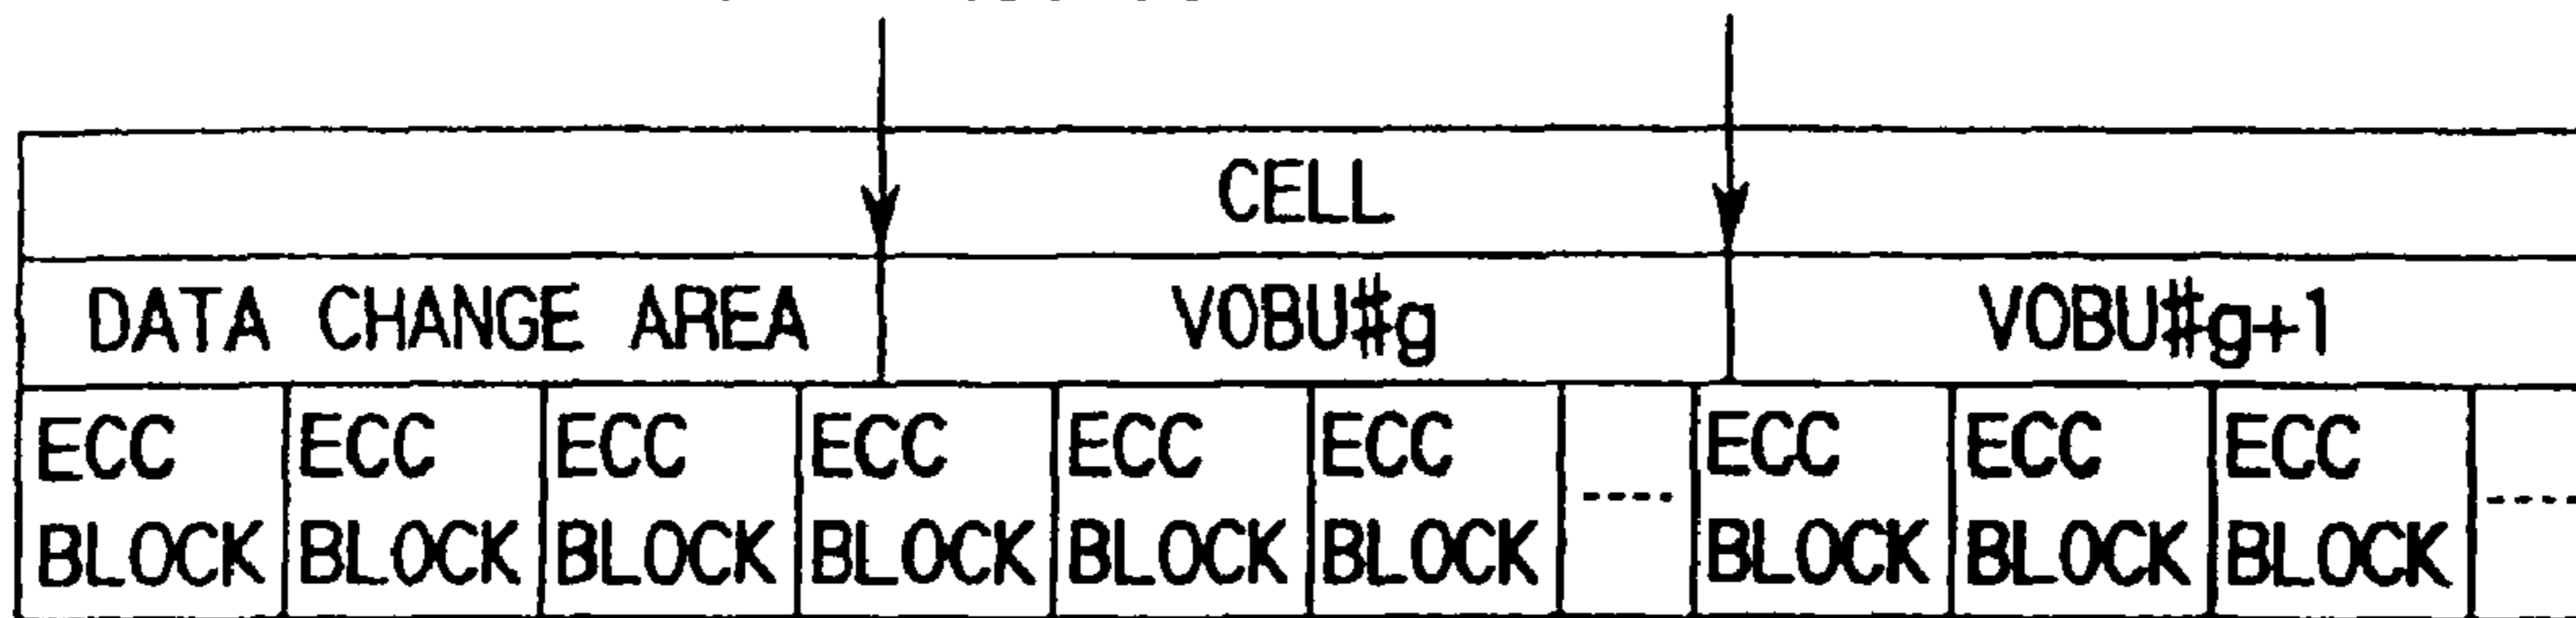 CELL
DATA CHANGE AREA VOBU#g VOBU#g+1
ECC ECC ECC ECC ECC ECC ECC ECC ECC
BLOCK BLOCK BLOCK BLOCK BLOCK BLOCK ---- BLOCK BLOCK BLOCK ----